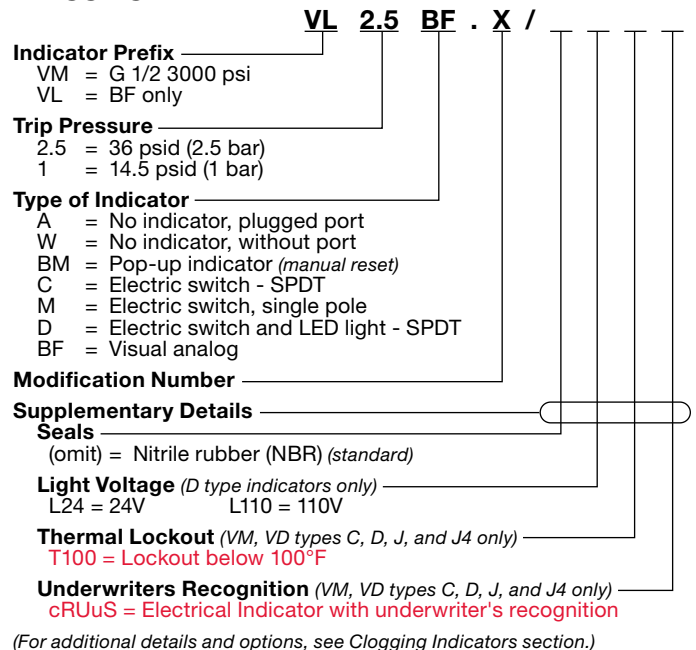 VL 2.5 BF . X /
Indicator Prefix
VM = G 1/2 3000 psi
VL = BF only
Trip Pressure
2.5 = 36 psid (2.5 bar)
1 = 14.5 psid (1 bar)
Type of Indicator
A = No indicator, plugged port
W = No indicator, without port
BM = Pop-up indicator (manual reset)
C = Electric switch - SPDT
M = Electric switch, single pole
D = Electric switch and LED light - SPDT
BF = Visual analog
Modification Number
Supplementary Details
Seals
(omit) = Nitrile rubber (NBR) (standard)
Light Voltage (D type indicators only)
L24 = 24V L110 = 110V
Thermal Lockout (VM, VD types C, D, J, and J4 only)
T100 = Lockout below 100°F
Underwriters Recognition (VM, VD types C, D, J, and J4 only)
cRUuS = Electrical Indicator with underwriter's recognition
(For additional details and options, see Clogging Indicators section.)